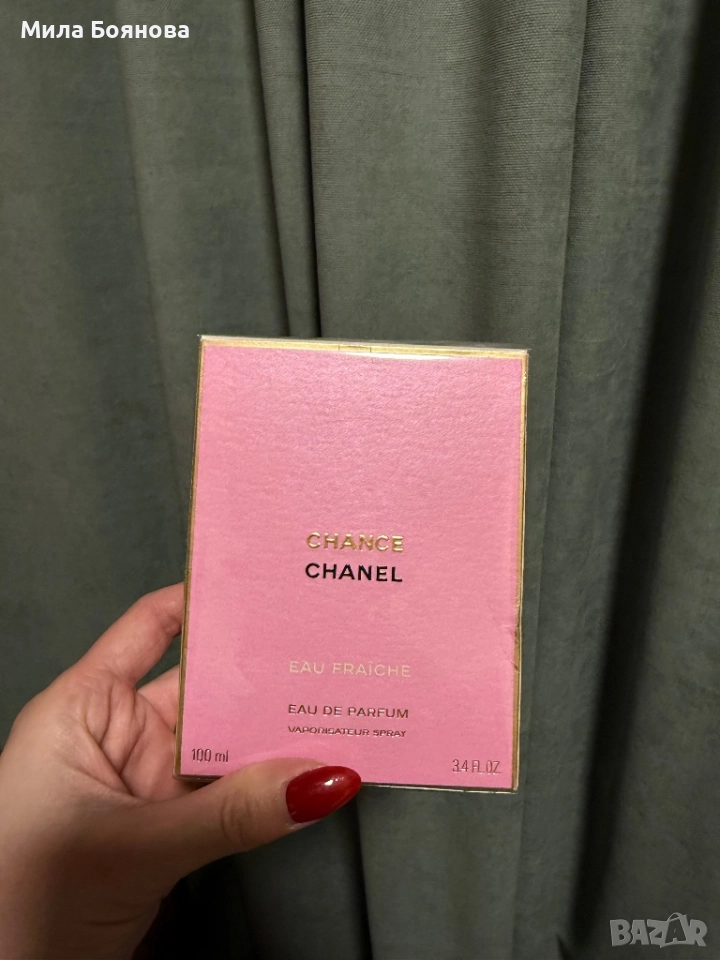 Мила Боянова
CHANCE
CHANEL
EAU FRAÎCHE
EAU DE PARFUM
VAPORISATEUR SPRAY
100 ml
3.4 FL.OZ
BAZAR